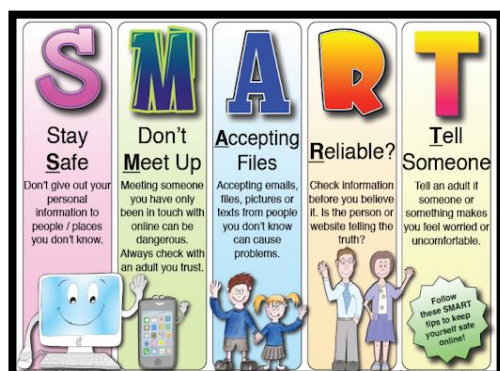 S
Stay
Safe
Don't give out your
personal
information to
people / places
you don't know.
M
Don't
Meet Up
Meeting someone
you have only
been in touch with
online can be
dangerous.
Always check with
an adult you trust.
A
Accepting
Files
Accepting emails,
files, pictures or
texts from people
you don't know
can cause
problems.
R
Reliable?
Check information
before you believe
it. Is the person or
website telling the
truth?
T
Tell
Someone
Tell an adult if
someone or
something makes
you feel worried or
uncomfortable.
Follow
these SMART
tips to keep
yourself safe
online!